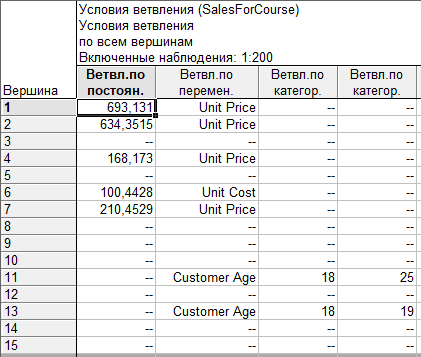 Условия ветвления (SalesForCourse)
Условия ветвления
по всем вершинам
Включенные наблюдения: 1:200
Вершина Ветвл.по постоян. Ветвл.по перемен. Ветвл.по категор. Ветвл.по категор.
1 693,131 Unit Price -- --
2 634,3515 Unit Price -- --
3 -- -- -- --
4 168,173 Unit Price -- --
5 -- -- -- --
6 100,4428 Unit Cost -- --
7 210,4529 Unit Price -- --
8 -- -- -- --
9 -- -- -- --
10 -- -- -- --
11 -- Customer Age 18 25
12 -- -- -- --
13 -- Customer Age 18 19
14 -- -- -- --
15 -- -- -- --